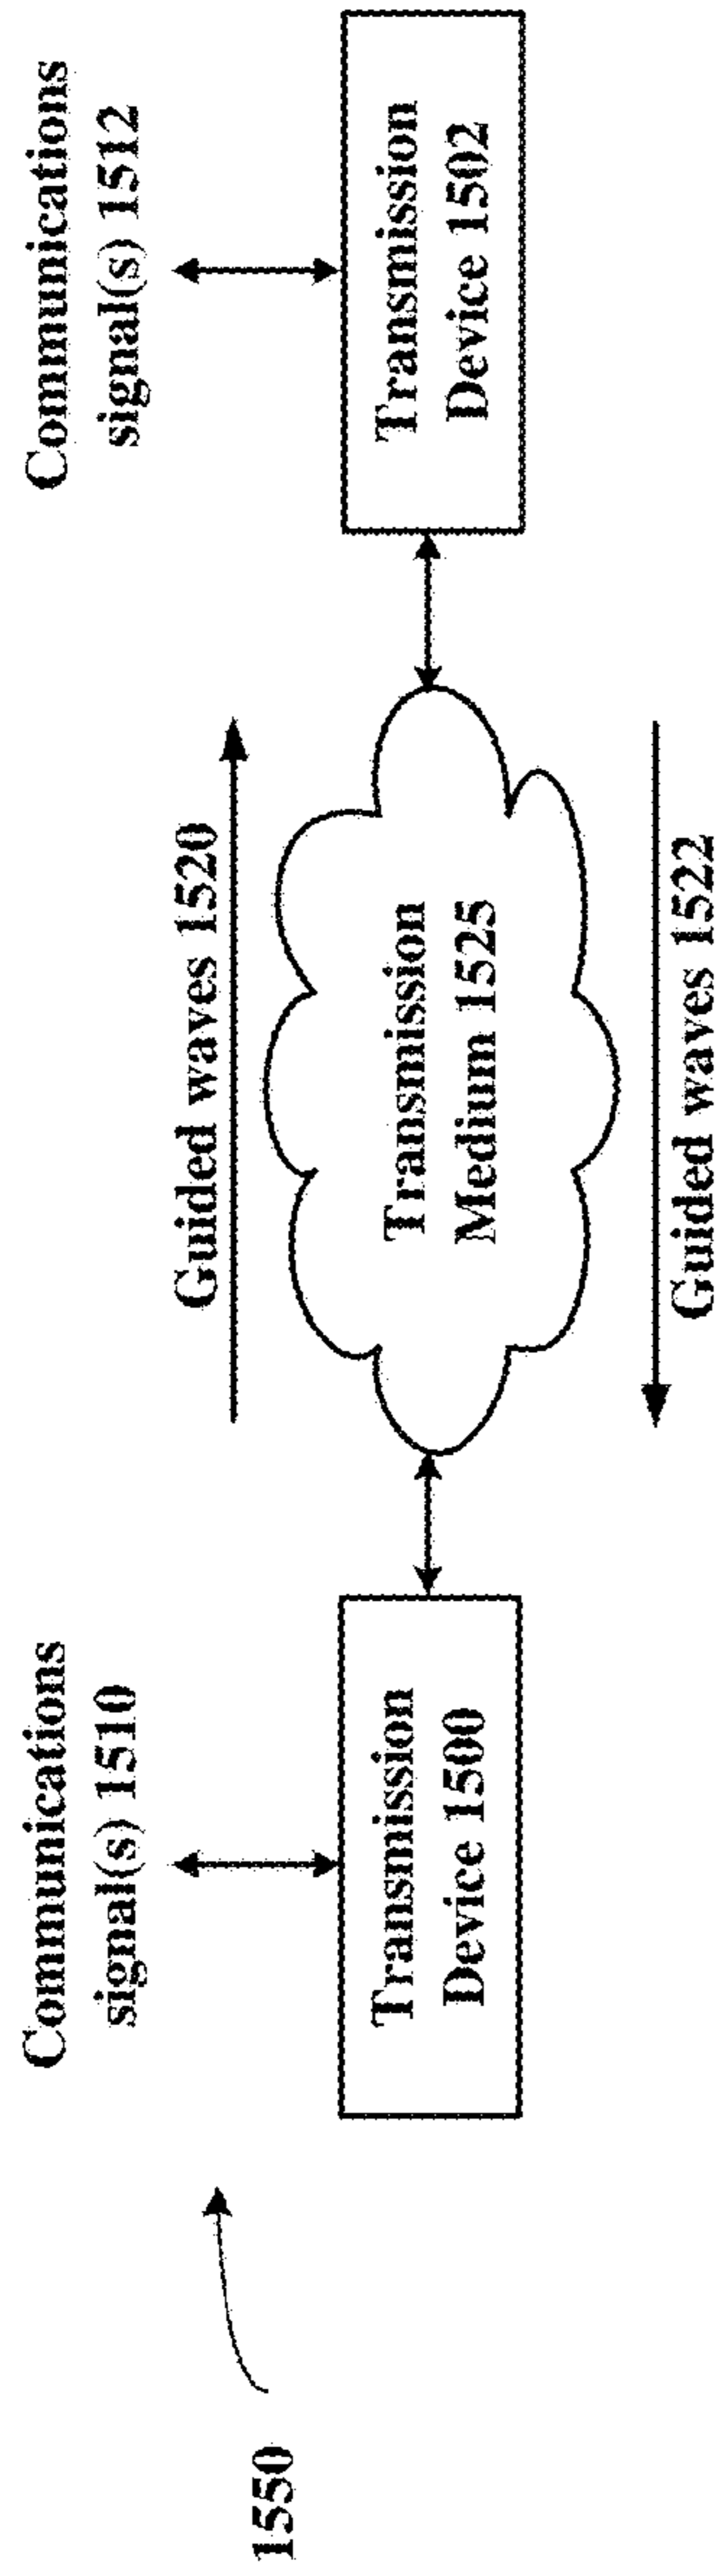 Communications
signal(s) 1510
Communications
signal(s) 1512
Guided waves 1520
Transmission
Device 1500
Transmission
Medium 1525
Transmission
Device 1502
Guided waves 1522
1550